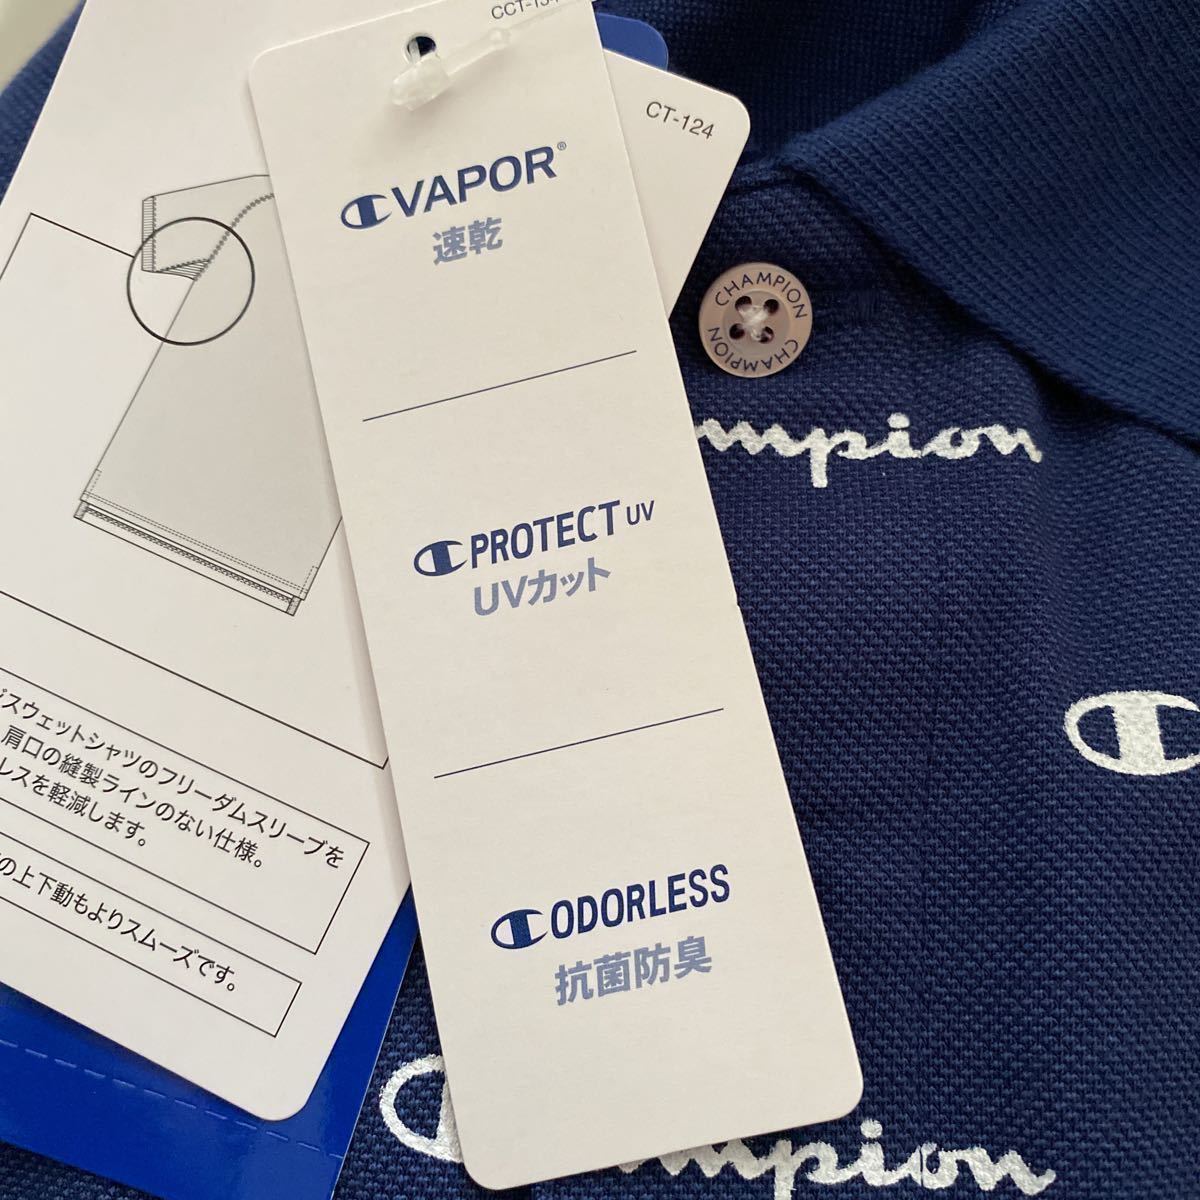 CT-124
VAPOR®
速乾
PROTECT UV
UVカット
ODORLESS
抗菌防臭
スウェットシャツのフリーダムスリーブを
肩口の縫製ラインのない仕様。
レスを軽減します。
の上下動もよりスムーズです。
CHAMPION
CHAMPION
mpion
mpion